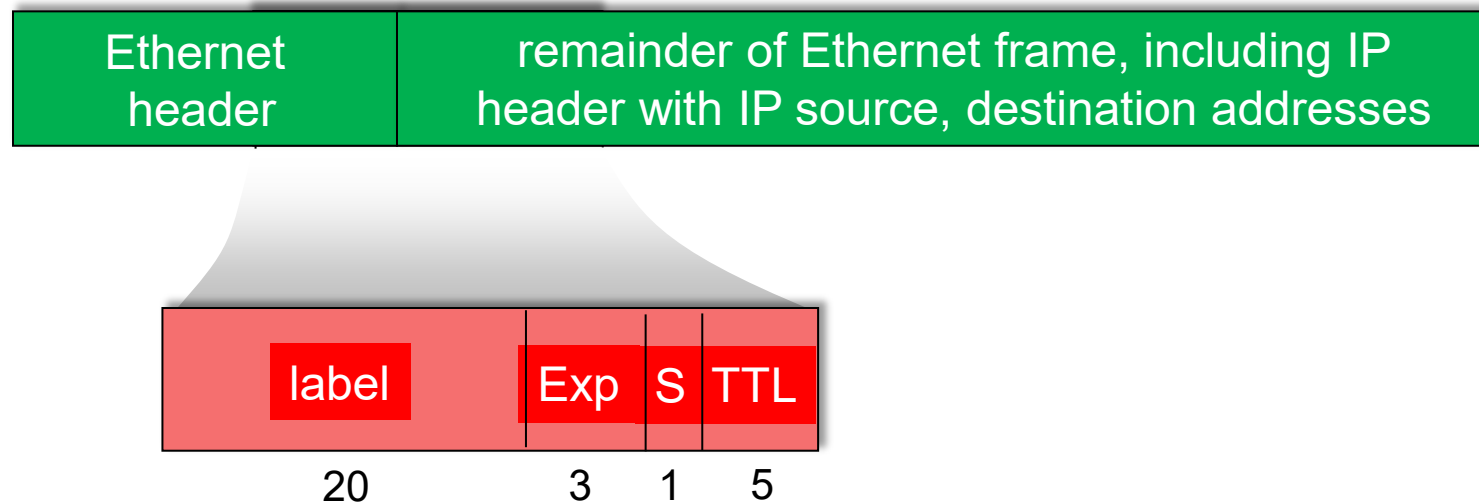 Ethernet
header
remainder of Ethernet frame, including IP
header with IP source, destination addresses
label Exp S TTL
20 3 1 5